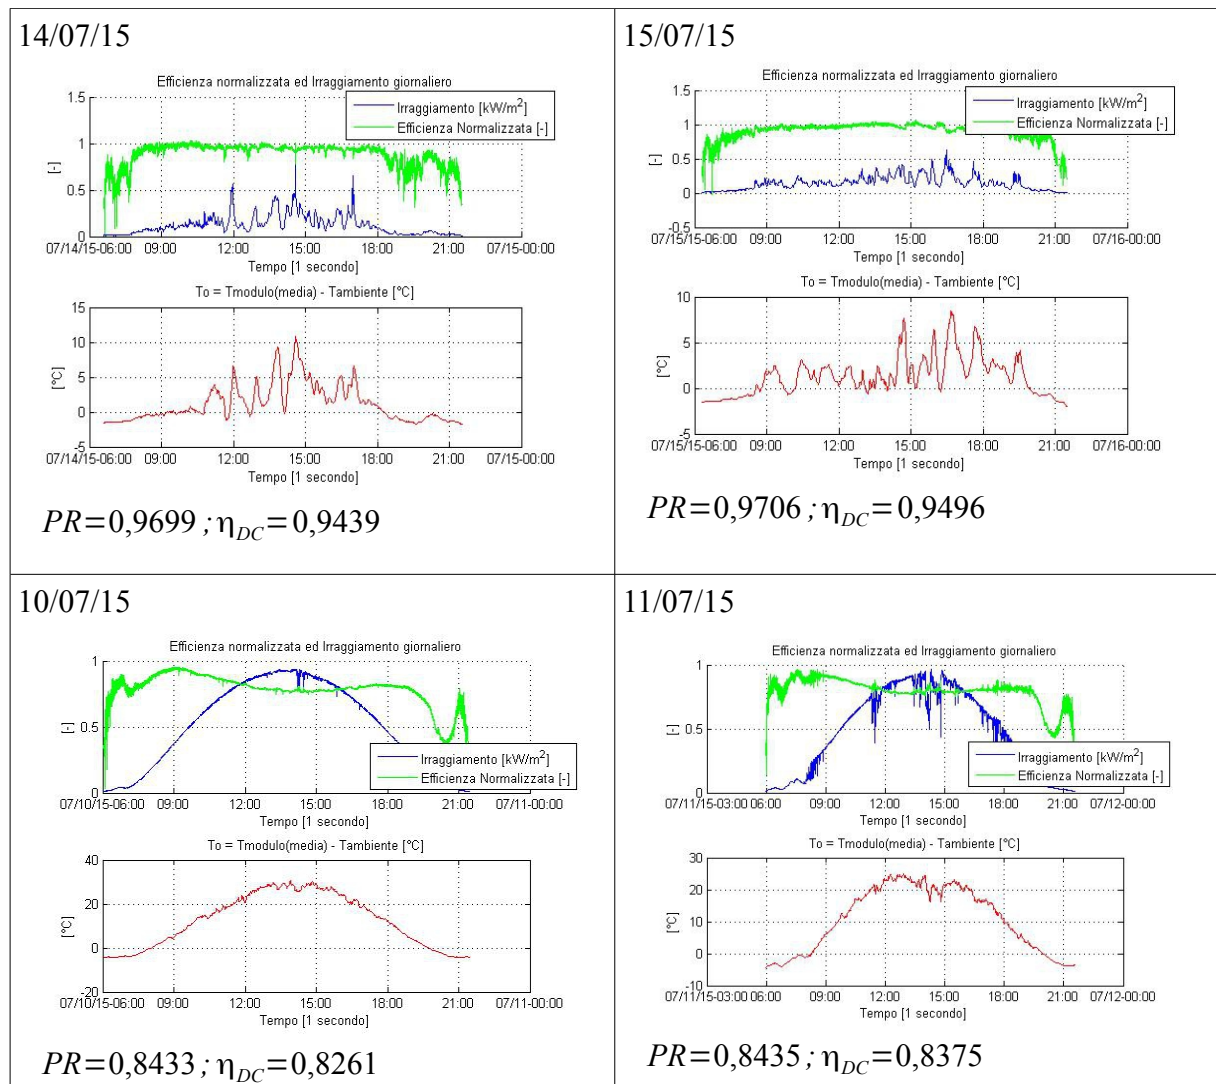 14/07/15
Efficienza normalizzata ed Irraggiamento giornaliero
1.5
1
0.5
0
[-]
Irraggiamento [kW/m²]
Efficienza Normalizzata [-]
07/14/15-06:00 09:00 12:00 15:00 18:00 21:00 07/15-00:00
Tempo [1 secondo]
To = Tmodulo(media) - Tambiente [°C]
15
10
5
0
-5
[°C]
07/14/15-06:00 09:00 12:00 15:00 18:00 21:00 07/15-00:00
Tempo [1 secondo]
PR=0,9699 ; ηDC=0,9439
15/07/15
Efficienza normalizzata ed Irraggiamento giornaliero
1.5
1
0.5
0
-0.5
[-]
Irraggiamento [kW/m²]
Efficienza Normalizzata [-]
07/15/15-06:00 09:00 12:00 15:00 18:00 21:00 07/16-00:00
Tempo [1 secondo]
To = Tmodulo(media) - Tambiente [°C]
10
5
0
-5
[°C]
07/15/15-06:00 09:00 12:00 15:00 18:00 21:00 07/16-00:00
Tempo [1 secondo]
PR=0,9706 ; ηDC=0,9496
10/07/15
Efficienza normalizzata ed Irraggiamento giornaliero
1
0.5
0
[-]
Irraggiamento [kW/m²]
Efficienza Normalizzata [-]
07/10/15-06:00 09:00 12:00 15:00 18:00 21:00 07/11-00:00
Tempo [1 secondo]
To = Tmodulo(media) - Tambiente [°C]
40
20
0
-20
[°C]
07/10/15-06:00 09:00 12:00 15:00 18:00 21:00 07/11-00:00
Tempo [1 secondo]
PR=0,8433 ; ηDC=0,8261
11/07/15
Efficienza normalizzata ed Irraggiamento giornaliero
1
0.5
0
[-]
Irraggiamento [kW/m²]
Efficienza Normalizzata [-]
07/11/15-03:00 06:00 09:00 12:00 15:00 18:00 21:00 07/12-00:00
Tempo [1 secondo]
To = Tmodulo(media) - Tambiente [°C]
30
20
10
0
-10
[°C]
07/11/15-03:00 06:00 09:00 12:00 15:00 18:00 21:00 07/12-00:00
Tempo [1 secondo]
PR=0,8435 ; ηDC=0,8375